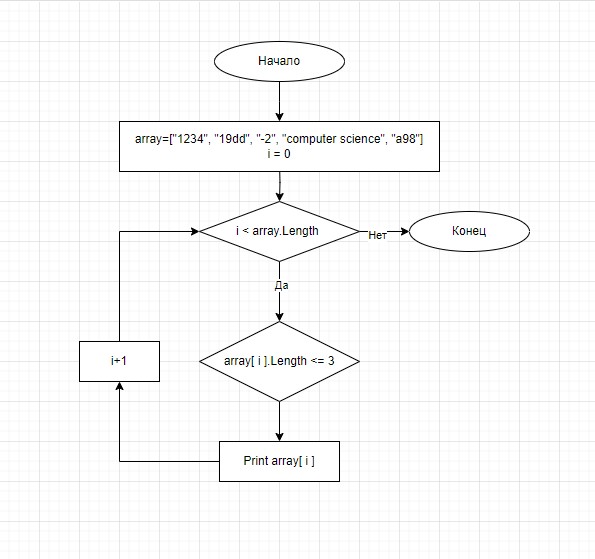 Начало
array=["1234", "19dd", "-2", "computer science", "a98"]
i = 0
i < array.Length
Нет
Конец
Да
array[ i ].Length <= 3
i+1
Print array[ i ]